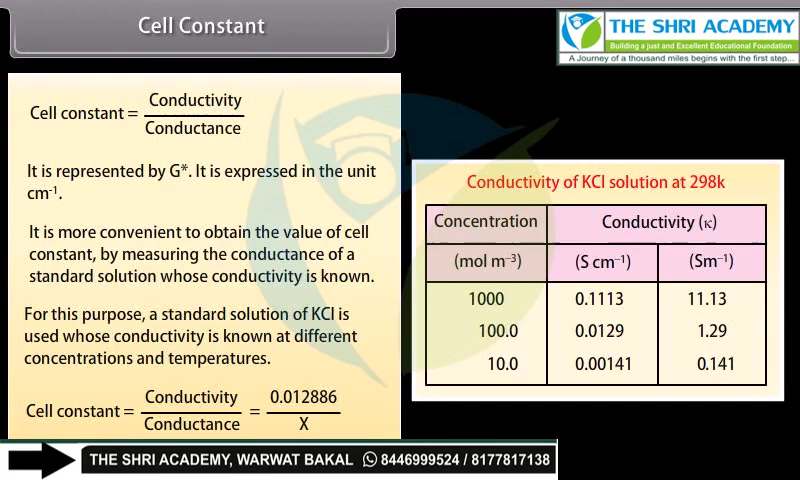 Cell Constant
THE SHRI ACADEMY
Building a just and Excellent Educational Foundation
A Journey of a thousand miles begins with the first step...
Cell constant = Conductivity / Conductance
It is represented by G*. It is expressed in the unit
cm⁻¹.
It is more convenient to obtain the value of cell
constant, by measuring the conductance of a
standard solution whose conductivity is known.
For this purpose, a standard solution of KCl is
used whose conductivity is known at different
concentrations and temperatures.
Cell constant = Conductivity / Conductance = 0.012886 / X
Conductivity of KCl solution at 298k
Concentration Conductivity (κ)
(mol m⁻³) (S cm⁻¹) (Sm⁻¹)
1000 0.1113 11.13
100.0 0.0129 1.29
10.0 0.00141 0.141
THE SHRI ACADEMY, WARWAT BAKAL 8446999524 / 8177817138